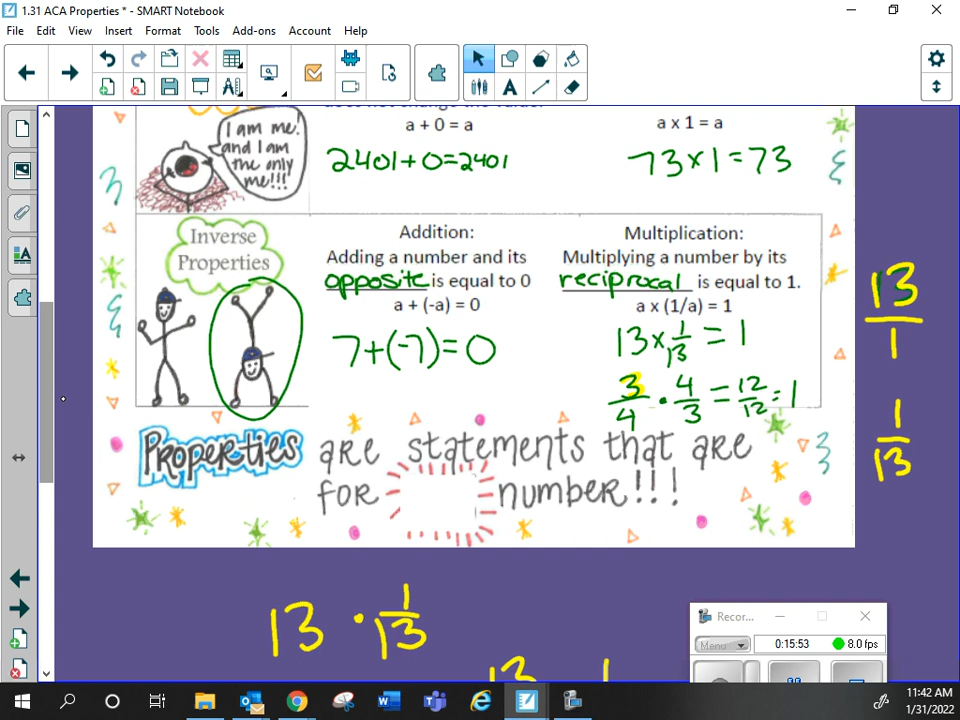 1.31 ACA Properties * - SMART Notebook
File Edit View Insert Format Tools Add-ons Account Help
a + 0 = a
a x 1 = a
I am me!
and I am
the only
me!!!
2401+0=2401
73×1=73
Inverse
Properties
Addition:
Adding a number and its
opposite is equal to 0
a + (-a) = 0
7+(-7)=0
Multiplication:
Multiplying a number by its
reciprocal is equal to 1.
a x (1/a) = 1
13×1/13=1
3/4·4/3=12/12=1
13/1
1/13
Properties are statements that are
for number!!!
13·1/13
Recor...
Menu
0:15:53
8.0 fps
11:42 AM
1/31/2022